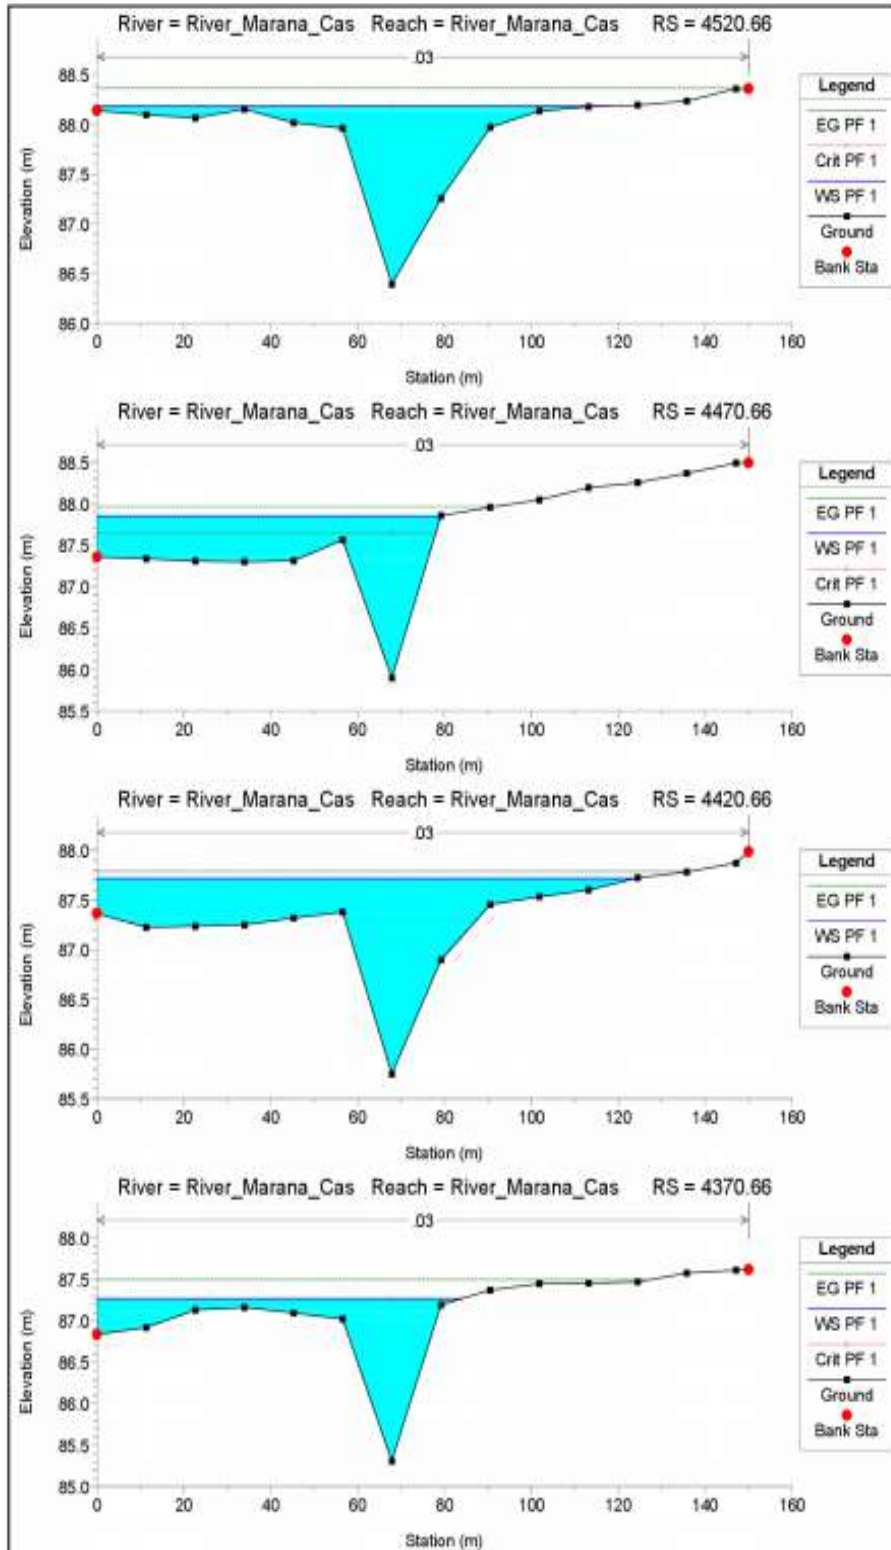 River = River_Marana_Cas Reach = River_Marana_Cas RS = 4520.66
.03
88.5
88.0
87.5
87.0
86.5
86.0
Elevation (m)
0 20 40 60 80 100 120 140 160
Station (m)
Legend
EG PF 1
Crit PF 1
WS PF 1
Ground
Bank Sta
River = River_Marana_Cas Reach = River_Marana_Cas RS = 4470.66
.03
88.5
88.0
87.5
87.0
86.5
86.0
85.5
Elevation (m)
0 20 40 60 80 100 120 140 160
Station (m)
Legend
EG PF 1
WS PF 1
Crit PF 1
Ground
Bank Sta
River = River_Marana_Cas Reach = River_Marana_Cas RS = 4420.66
.03
88.0
87.5
87.0
86.5
86.0
85.5
Elevation (m)
0 20 40 60 80 100 120 140 160
Station (m)
Legend
EG PF 1
WS PF 1
Ground
Bank Sta
River = River_Marana_Cas Reach = River_Marana_Cas RS = 4370.66
.03
88.0
87.5
87.0
86.5
86.0
85.5
85.0
Elevation (m)
0 20 40 60 80 100 120 140 160
Station (m)
Legend
EG PF 1
WS PF 1
Crit PF 1
Ground
Bank Sta